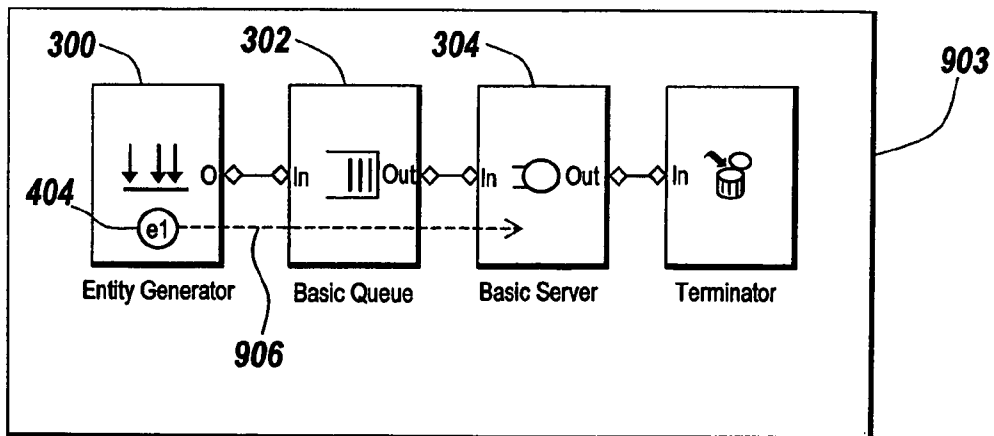 300
302
304
903
O
In
Out
In
Out
In
404
e1
Entity Generator
Basic Queue
Basic Server
Terminator
906